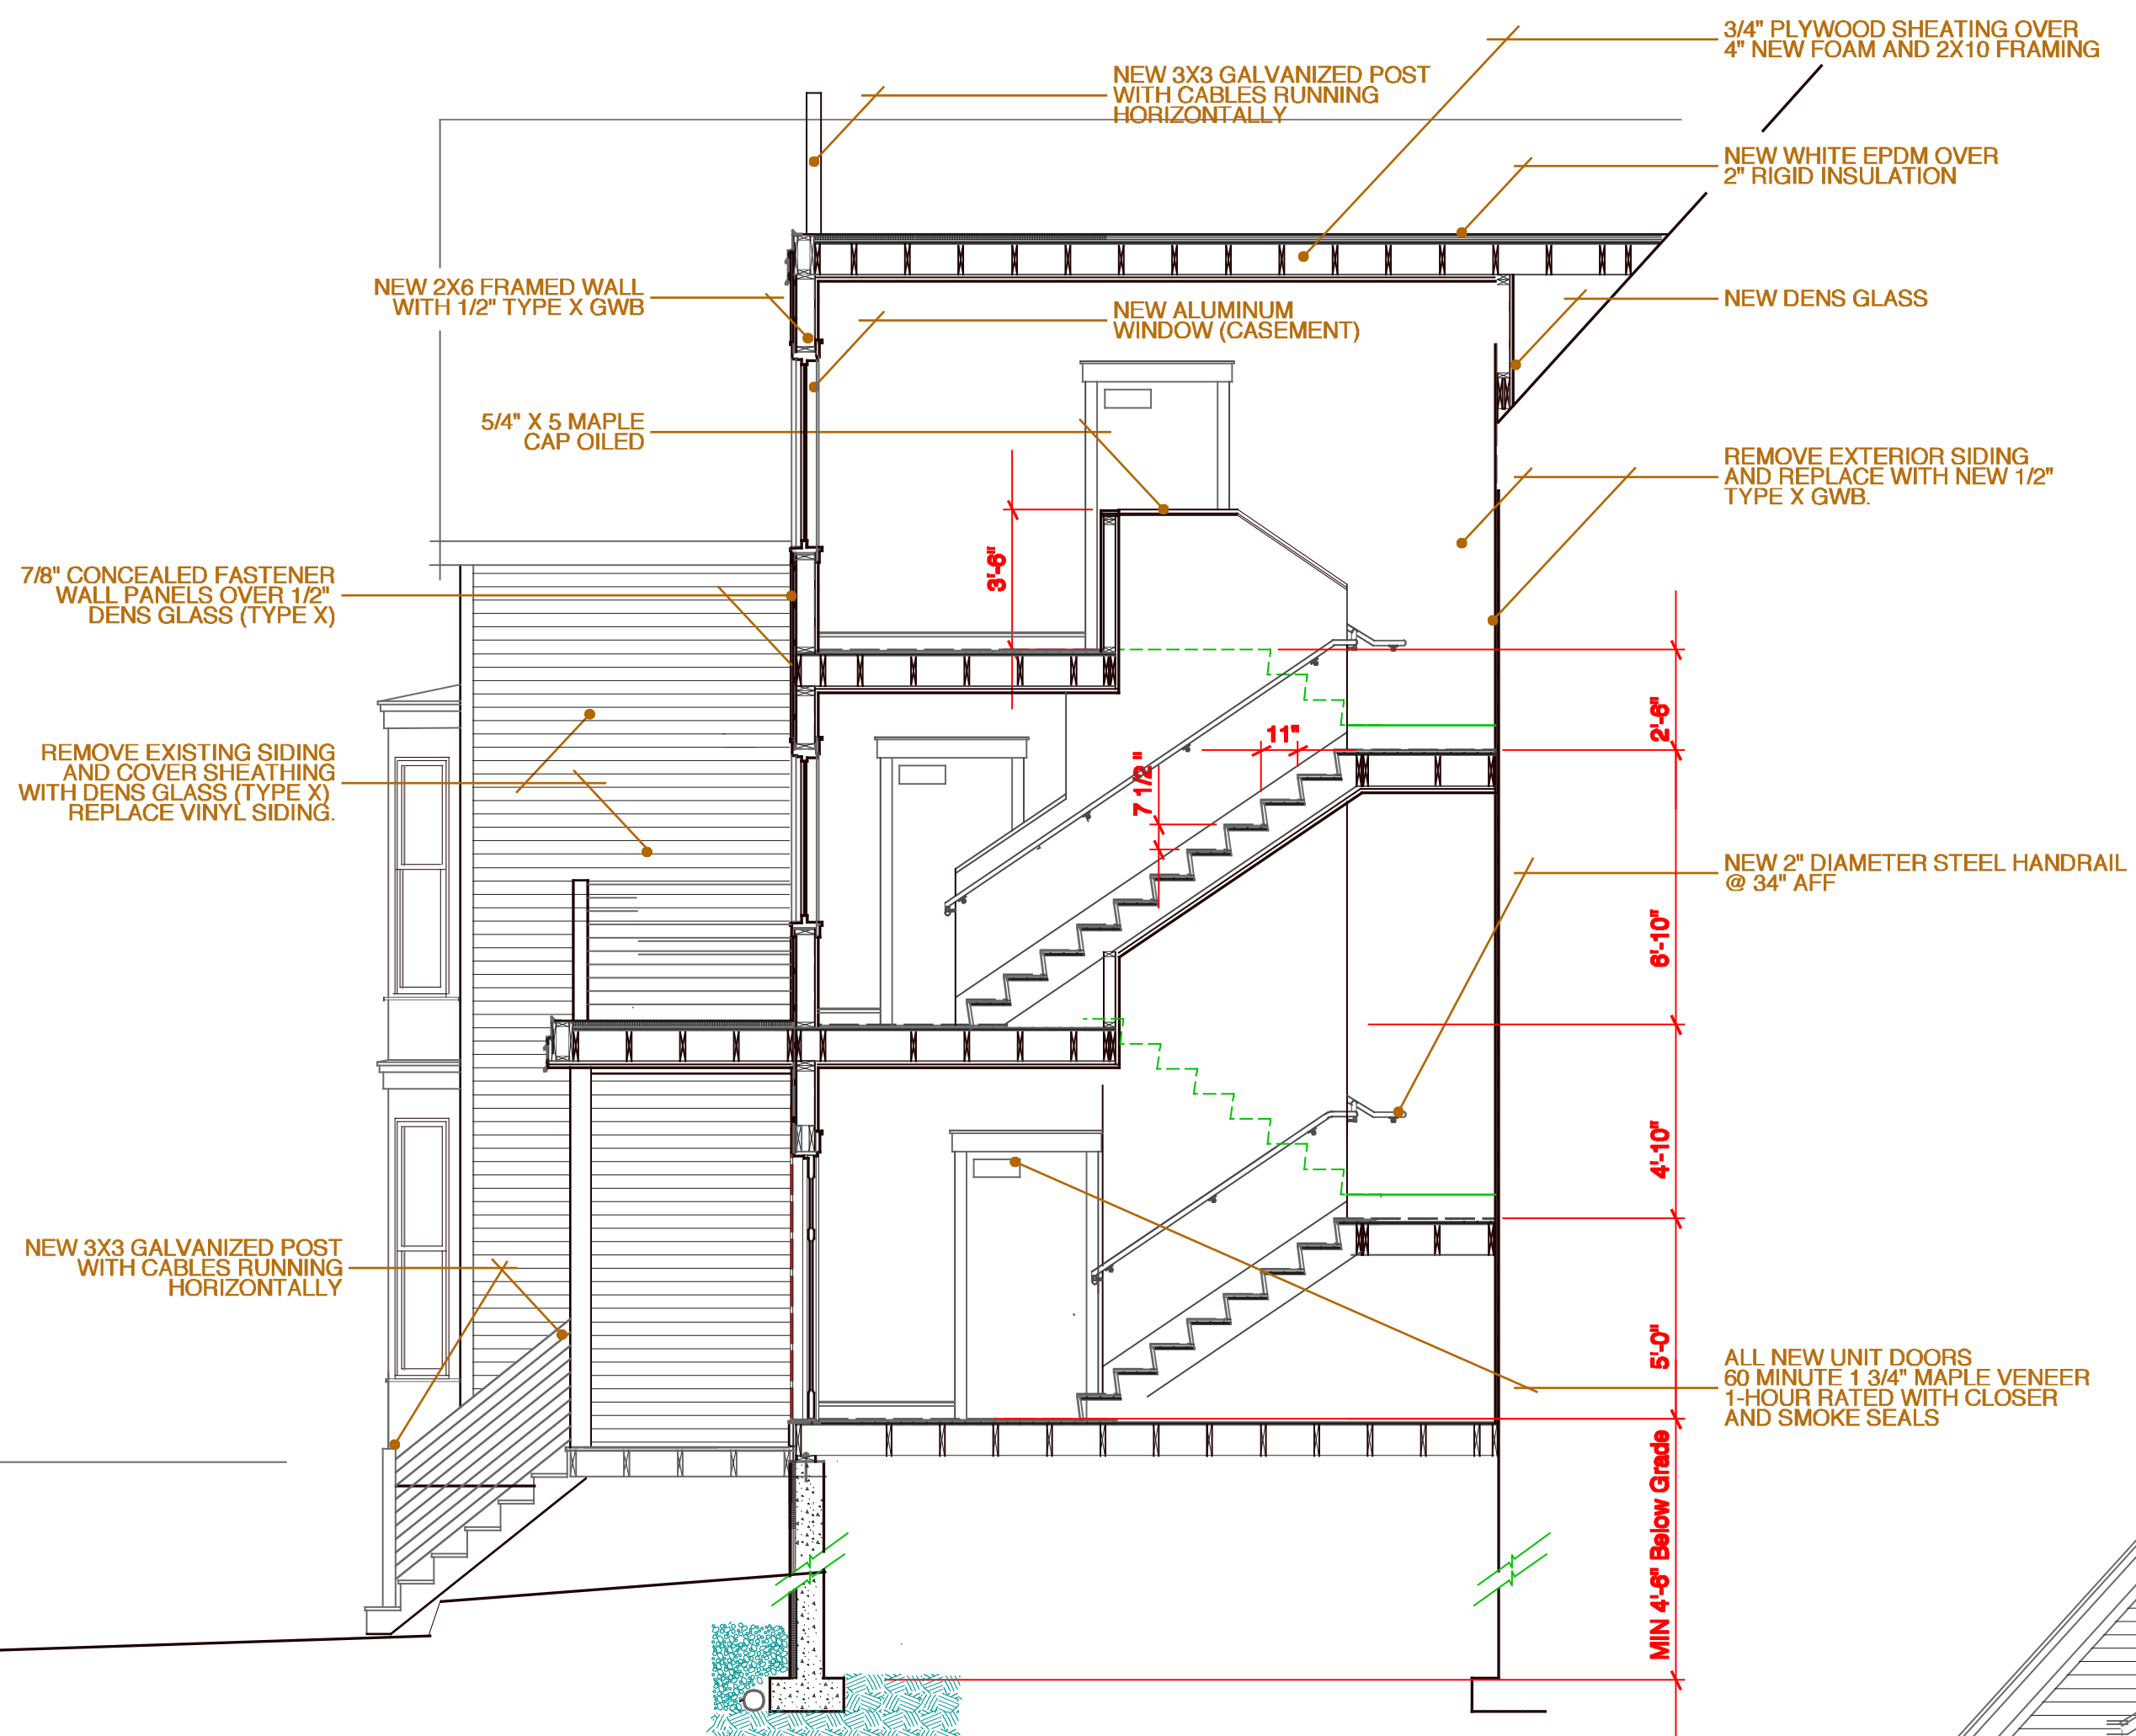 3/4" PLYWOOD SHEATING OVER
4" NEW FOAM AND 2X10 FRAMING
NEW 3X3 GALVANIZED POST
WITH CABLES RUNNING
HORIZONTALLY
NEW WHITE EPDM OVER
2" RIGID INSULATION
NEW 2X6 FRAMED WALL
WITH 1/2" TYPE X GWB
NEW ALUMINUM
WINDOW (CASEMENT)
NEW DENS GLASS
5/4" X 5 MAPLE
CAP OILED
REMOVE EXTERIOR SIDING
AND REPLACE WITH NEW 1/2"
TYPE X GWB.
3'-6"
7/8" CONCEALED FASTENER
WALL PANELS OVER 1/2"
DENS GLASS (TYPE X)
2'-6"
11"
7 1/2"
REMOVE EXISTING SIDING
AND COVER SHEATHING
WITH DENS GLASS (TYPE X)
REPLACE VINYL SIDING.
NEW 2" DIAMETER STEEL HANDRAIL
@ 34" AFF
6'-10"
4'-10"
NEW 3X3 GALVANIZED POST
WITH CABLES RUNNING
HORIZONTALLY
5'-0"
ALL NEW UNIT DOORS
60 MINUTE 1 3/4" MAPLE VENEER
1-HOUR RATED WITH CLOSER
AND SMOKE SEALS
MIN 4'-6" Below Grade